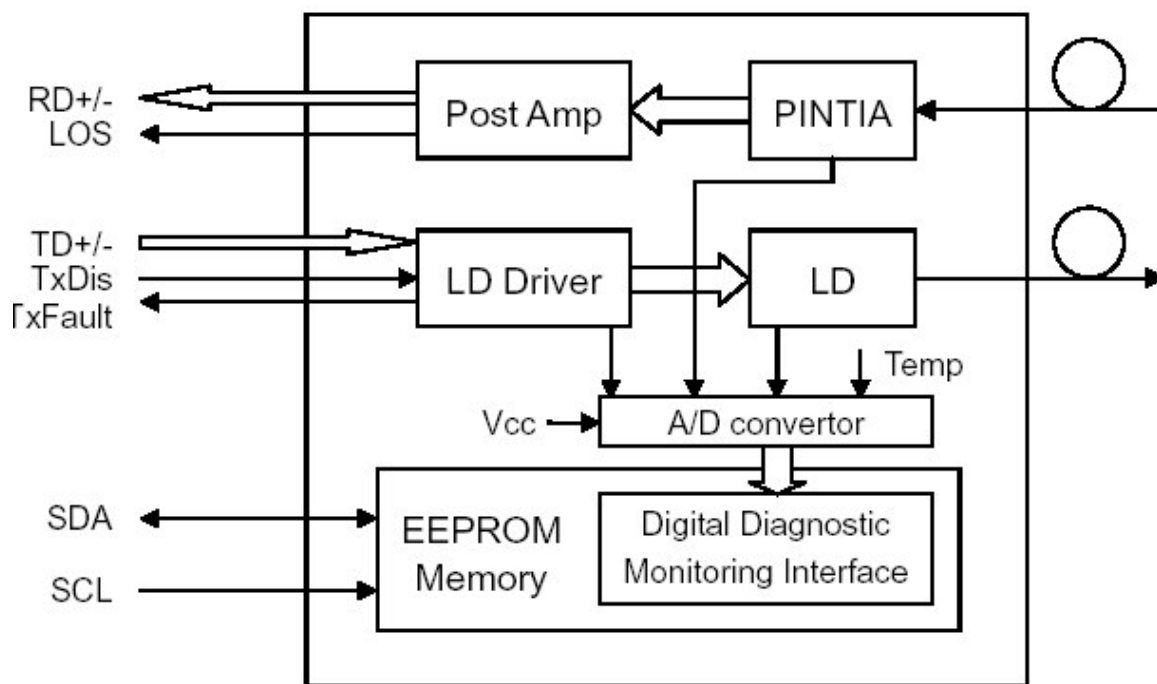 RD+/-
LOS
Post Amp
PINTIA
TD+/-
TxDis
TxFault
LD Driver
LD
Temp
Vcc
A/D convertor
SDA
SCL
EEPROM
Memory
Digital Diagnostic
Monitoring Interface